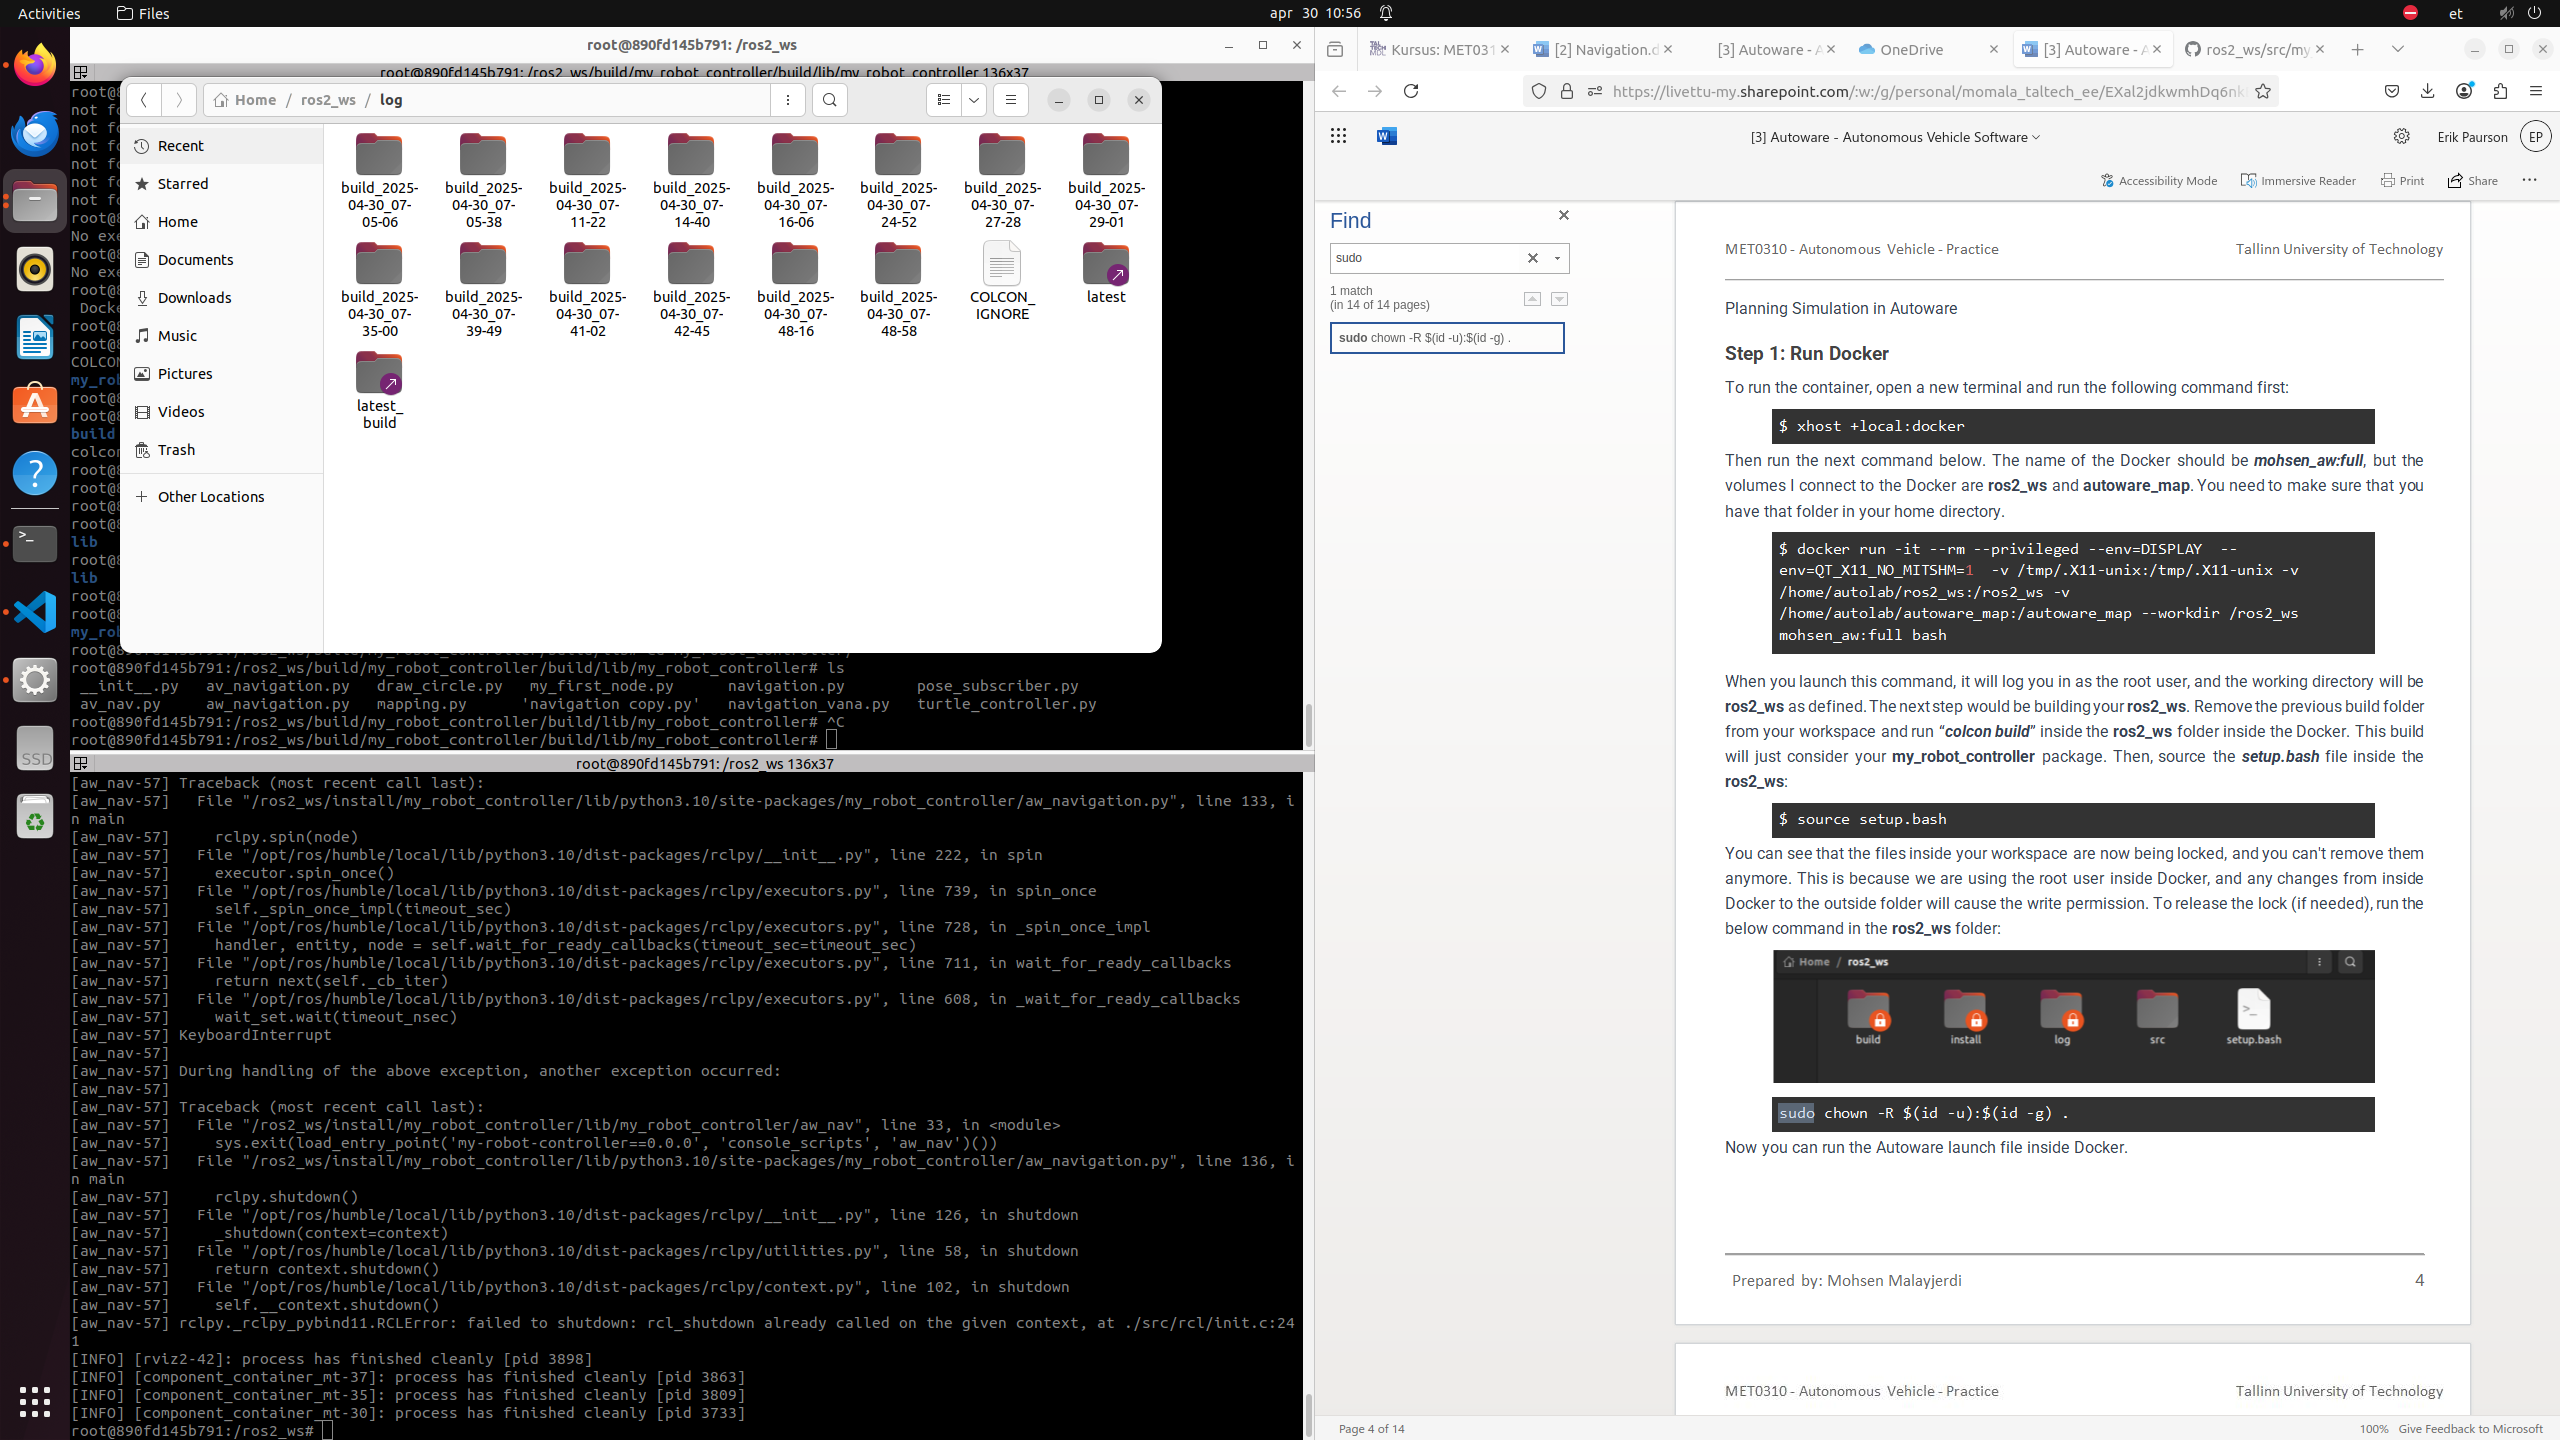 Activities
Files
apr 30 10:56
et
root@890fd145b791: /ros2_ws
root@890fd145b791: /ros2_ws/build/my_robot_controller/build/lib/my_robot_controller 136x37
Home / ros2_ws / log
Recent
Starred
Home
Documents
Downloads
Music
Pictures
Videos
Trash
Other Locations
build_2025-04-30_07-05-06
build_2025-04-30_07-05-38
build_2025-04-30_07-11-22
build_2025-04-30_07-14-40
build_2025-04-30_07-16-06
build_2025-04-30_07-24-52
build_2025-04-30_07-27-28
build_2025-04-30_07-29-01
build_2025-04-30_07-35-00
build_2025-04-30_07-39-49
build_2025-04-30_07-41-02
build_2025-04-30_07-42-45
build_2025-04-30_07-48-16
build_2025-04-30_07-48-58
COLCON_IGNORE
latest
latest_build
SSD
root@890fd145b791:/ros2_ws/build/my_robot_controller/build/lib/my_robot_controller# ls
__init__.py   av_navigation.py   draw_circle.py   my_first_node.py      navigation.py        pose_subscriber.py
av_nav.py     aw_navigation.py   mapping.py      'navigation copy.py'   navigation_vana.py   turtle_controller.py
root@890fd145b791:/ros2_ws/build/my_robot_controller/build/lib/my_robot_controller# ^C
root@890fd145b791:/ros2_ws/build/my_robot_controller/build/lib/my_robot_controller#
root@890fd145b791: /ros2_ws 136x37
[aw_nav-57] Traceback (most recent call last):
[aw_nav-57]   File "/ros2_ws/install/my_robot_controller/lib/python3.10/site-packages/my_robot_controller/aw_navigation.py", line 133, i
n main
[aw_nav-57]     rclpy.spin(node)
[aw_nav-57]   File "/opt/ros/humble/local/lib/python3.10/dist-packages/rclpy/__init__.py", line 222, in spin
[aw_nav-57]     executor.spin_once()
[aw_nav-57]   File "/opt/ros/humble/local/lib/python3.10/dist-packages/rclpy/executors.py", line 739, in spin_once
[aw_nav-57]     self._spin_once_impl(timeout_sec)
[aw_nav-57]   File "/opt/ros/humble/local/lib/python3.10/dist-packages/rclpy/executors.py", line 728, in _spin_once_impl
[aw_nav-57]     handler, entity, node = self.wait_for_ready_callbacks(timeout_sec=timeout_sec)
[aw_nav-57]   File "/opt/ros/humble/local/lib/python3.10/dist-packages/rclpy/executors.py", line 711, in wait_for_ready_callbacks
[aw_nav-57]     return next(self._cb_iter)
[aw_nav-57]   File "/opt/ros/humble/local/lib/python3.10/dist-packages/rclpy/executors.py", line 608, in _wait_for_ready_callbacks
[aw_nav-57]     wait_set.wait(timeout_nsec)
[aw_nav-57] KeyboardInterrupt
[aw_nav-57]
[aw_nav-57] During handling of the above exception, another exception occurred:
[aw_nav-57]
[aw_nav-57] Traceback (most recent call last):
[aw_nav-57]   File "/ros2_ws/install/my_robot_controller/lib/my_robot_controller/aw_nav", line 33, in <module>
[aw_nav-57]     sys.exit(load_entry_point('my-robot-controller==0.0.0', 'console_scripts', 'aw_nav')())
[aw_nav-57]   File "/ros2_ws/install/my_robot_controller/lib/python3.10/site-packages/my_robot_controller/aw_navigation.py", line 136, i
n main
[aw_nav-57]     rclpy.shutdown()
[aw_nav-57]   File "/opt/ros/humble/local/lib/python3.10/dist-packages/rclpy/__init__.py", line 126, in shutdown
[aw_nav-57]     _shutdown(context=context)
[aw_nav-57]   File "/opt/ros/humble/local/lib/python3.10/dist-packages/rclpy/utilities.py", line 58, in shutdown
[aw_nav-57]     return context.shutdown()
[aw_nav-57]   File "/opt/ros/humble/local/lib/python3.10/dist-packages/rclpy/context.py", line 102, in shutdown
[aw_nav-57]     self.__context.shutdown()
[aw_nav-57] rclpy._rclpy_pybind11.RCLError: failed to shutdown: rcl_shutdown already called on the given context, at ./src/rcl/init.c:24
1
[INFO] [rviz2-42]: process has finished cleanly [pid 3898]
[INFO] [component_container_mt-37]: process has finished cleanly [pid 3863]
[INFO] [component_container_mt-35]: process has finished cleanly [pid 3809]
[INFO] [component_container_mt-30]: process has finished cleanly [pid 3733]
root@890fd145b791:/ros2_ws#
Kursus: MET031
[2] Navigation.d
[3] Autoware - A
OneDrive
[3] Autoware - A
ros2_ws/src/my
https://livettu-my.sharepoint.com/:w:/g/personal/momala_taltech_ee/EXal2jdkwmhDq6nk
[3] Autoware - Autonomous Vehicle Software
Erik Paurson
EP
Accessibility Mode
Immersive Reader
Print
Share
Find
sudo
1 match
(in 14 of 14 pages)
sudo chown -R $(id -u):$(id -g) .
MET0310 - Autonomous Vehicle - Practice
Tallinn University of Technology
Planning Simulation in Autoware
Step 1: Run Docker
To run the container, open a new terminal and run the following command first:
$ xhost +local:docker
Then run the next command below. The name of the Docker should be mohsen_aw:full, but the
volumes I connect to the Docker are ros2_ws and autoware_map. You need to make sure that you
have that folder in your home directory.
$ docker run -it --rm --privileged --env=DISPLAY  --
env=QT_X11_NO_MITSHM=1  -v /tmp/.X11-unix:/tmp/.X11-unix -v
/home/autolab/ros2_ws:/ros2_ws -v
/home/autolab/autoware_map:/autoware_map --workdir /ros2_ws
mohsen_aw:full bash
When you launch this command, it will log you in as the root user, and the working directory will be
ros2_ws as defined. The next step would be building your ros2_ws. Remove the previous build folder
from your workspace and run “colcon build” inside the ros2_ws folder inside the Docker. This build
will just consider your my_robot_controller package. Then, source the setup.bash file inside the
ros2_ws:
$ source setup.bash
You can see that the files inside your workspace are now being locked, and you can't remove them
anymore. This is because we are using the root user inside Docker, and any changes from inside
Docker to the outside folder will cause the write permission. To release the lock (if needed), run the
below command in the ros2_ws folder:
Home / ros2_ws
build
install
log
src
setup.bash
sudo chown -R $(id -u):$(id -g) .
Now you can run the Autoware launch file inside Docker.
Prepared by: Mohsen Malayjerdi
4
MET0310 - Autonomous Vehicle - Practice
Tallinn University of Technology
Page 4 of 14
100%
Give Feedback to Microsoft